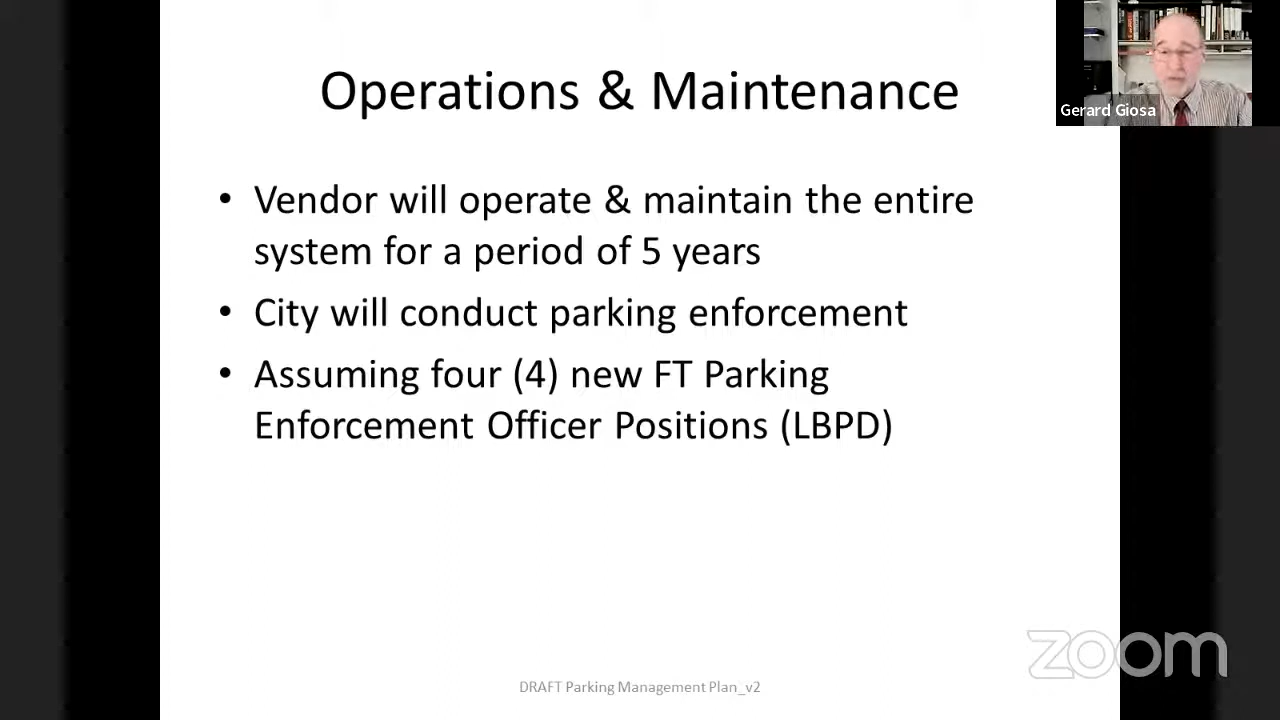 Operations & Maintenance
Gerard Giosa
• Vendor will operate & maintain the entire
system for a period of 5 years
• City will conduct parking enforcement
• Assuming four (4) new FT Parking
Enforcement Officer Positions (LBPD)
zoom
DRAFT Parking Management Plan_v2